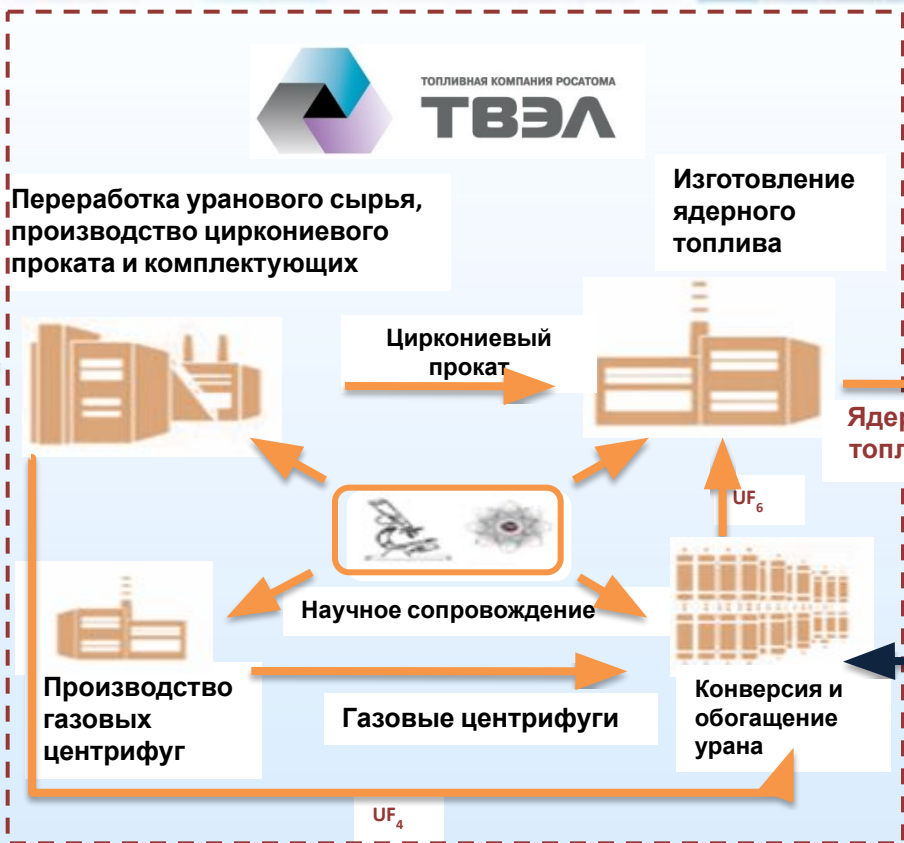 ТОПЛИВНАЯ КОМПАНИЯ РОСАТОМА
ТВЭЛ
Переработка уранового сырья,
производство циркониевого
проката и комплектующих
Изготовление
ядерного
топлива
Циркониевый
прокат
UF₆
Научное сопровождение
Производство
газовых
центрифуг
Газовые центрифуги
Конверсия и
обогащение
урана
UF₄